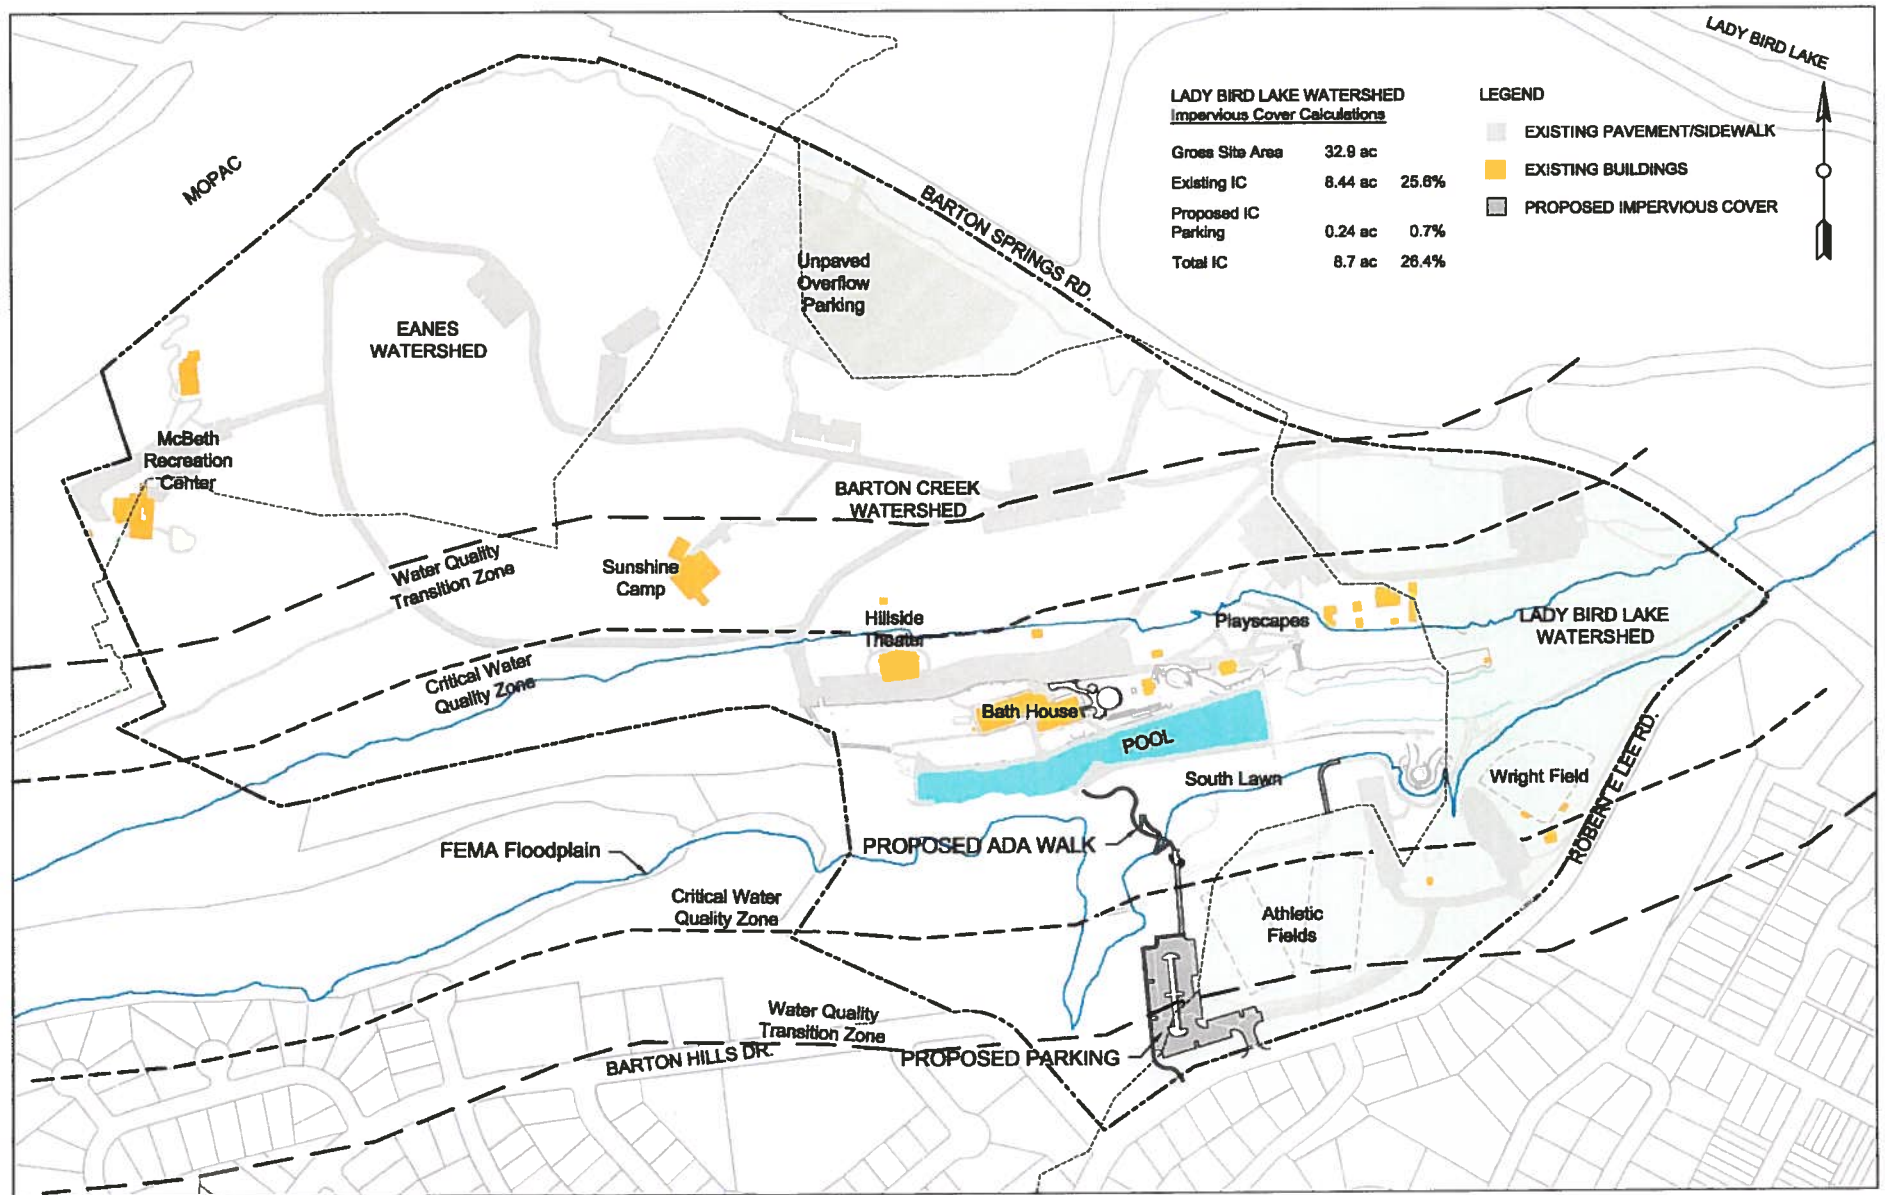 LADY BIRD LAKE
LADY BIRD LAKE WATERSHED
Impervious Cover Calculations
Gross Site Area 32.9 ac
Existing IC 8.44 ac 25.6%
Proposed IC
Parking 0.24 ac 0.7%
Total IC 8.7 ac 26.4%
LEGEND
EXISTING PAVEMENT/SIDEWALK
EXISTING BUILDINGS
PROPOSED IMPERVIOUS COVER
MOPAC
BARTON SPRINGS RD.
Unpaved
Overflow
Parking
EANES
WATERSHED
McBeth
Recreation
Center
BARTON CREEK
WATERSHED
Water Quality
Transition Zone
Sunshine
Camp
Hillside
Theater
Playscapes
LADY BIRD LAKE
WATERSHED
Critical Water
Quality Zone
Bath House
POOL
South Lawn
Wright Field
ROBERT E LEE RD.
FEMA Floodplain
PROPOSED ADA WALK
Critical Water
Quality Zone
Athletic
Fields
Water Quality
Transition Zone
BARTON HILLS DR.
PROPOSED PARKING